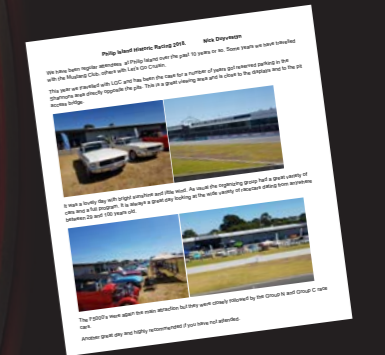 Phillip Island Historic Racing 2018. Nick Duyvestyn
We have been regular attendees at Philip Island over the past 10 years or so. Some years we have travelled
with the Mustang Club, others with Let's Go Cruisin.
This year we travelled with LGC and has been the case for a number of years got reserved parking in the
Shannons area directly opposite the pits. This is a great viewing area and is close to the displays and to the pit
access bridge.
It was a lovely day with bright sunshine and little wind. As usual the organizing group had a great variety of
cars and a full program. It is always a great day looking at the wide variety of racecars dating from anywhere
between 20 and 100 years old.
The F5000's were again the main attraction but they were closely followed by the Group N and Group C race
cars.
Another great day and highly recommended if you have not attended.